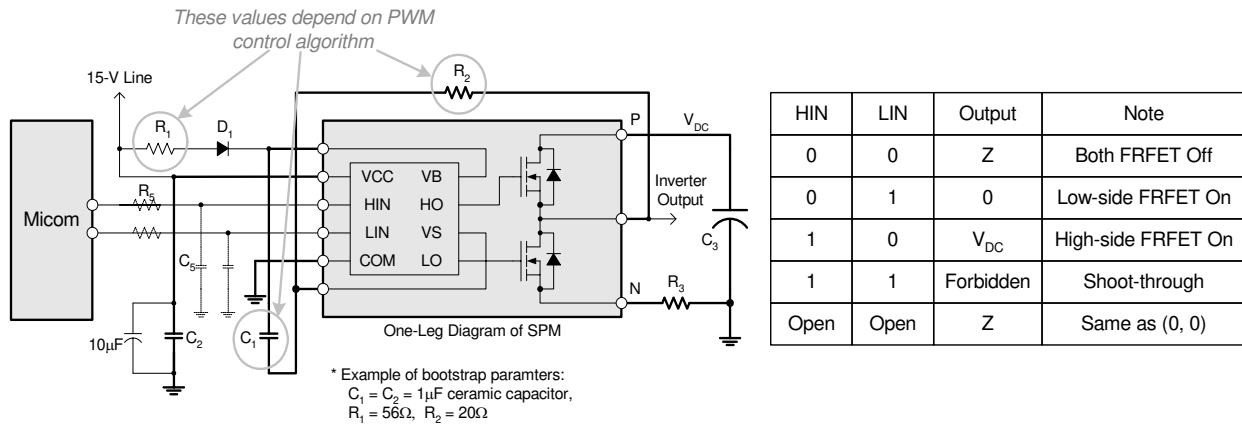 These values depend on PWM
control algorithm
15-V Line
R1
D1
R2
P
VDC
Micom
R5
VCC
VB
HIN
HO
LIN
VS
COM
LO
Inverter
Output
C3
C5
N
R3
10μF
C2
C1
One-Leg Diagram of SPM
* Example of bootstrap paramters:
C1 = C2 = 1μF ceramic capacitor,
R1 = 56Ω, R2 = 20Ω
HIN LIN Output Note
0 0 Z Both FRFET Off
0 1 0 Low-side FRFET On
1 0 VDC High-side FRFET On
1 1 Forbidden Shoot-through
Open Open Z Same as (0, 0)